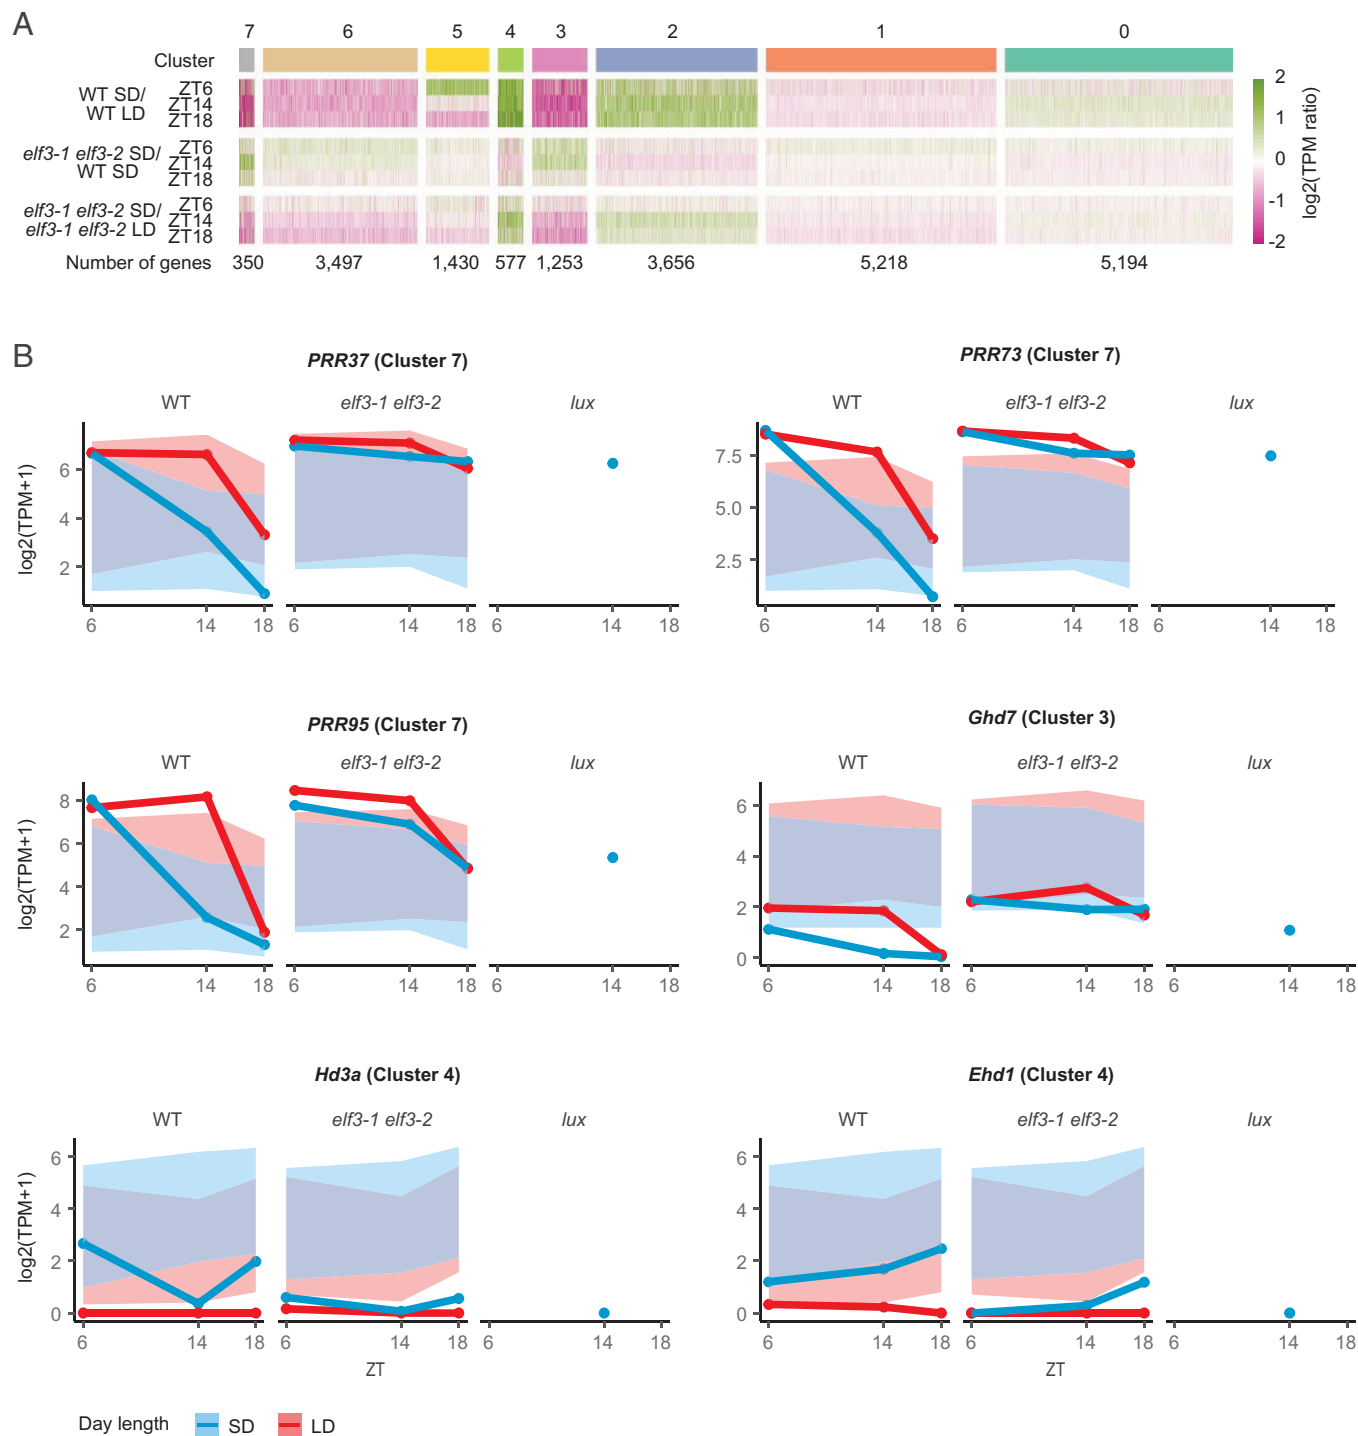 A
7 6 5 4 3 2 1 0
Cluster
WT SD/
WT LD
ZT6
ZT14
ZT18
elf3-1 elf3-2 SD/
WT SD
ZT6
ZT14
ZT18
elf3-1 elf3-2 SD/
elf3-1 elf3-2 LD
ZT6
ZT14
ZT18
Number of genes 350 3,497 1,430 577 1,253 3,656 5,218 5,194
2
1
0
-1
-2
log2(TPM ratio)
B
PRR37 (Cluster 7)
WT elf3-1 elf3-2 lux
log2(TPM+1)
6
4
2
6 14 18 6 14 18 6 14 18
PRR73 (Cluster 7)
WT elf3-1 elf3-2 lux
7.5
5.0
2.5
6 14 18 6 14 18 6 14 18
PRR95 (Cluster 7)
WT elf3-1 elf3-2 lux
log2(TPM+1)
8
6
4
2
6 14 18 6 14 18 6 14 18
Ghd7 (Cluster 3)
WT elf3-1 elf3-2 lux
6
4
2
0
6 14 18 6 14 18 6 14 18
Hd3a (Cluster 4)
WT elf3-1 elf3-2 lux
log2(TPM+1)
6
4
2
0
6 14 18 6 14 18 6 14 18
ZT
Ehd1 (Cluster 4)
WT elf3-1 elf3-2 lux
6
4
2
0
6 14 18 6 14 18 6 14 18
ZT
Day length SD LD